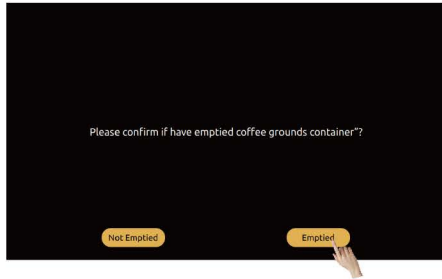 Please confirm if have emptied coffee grounds container"?
Not Emptied
Emptied